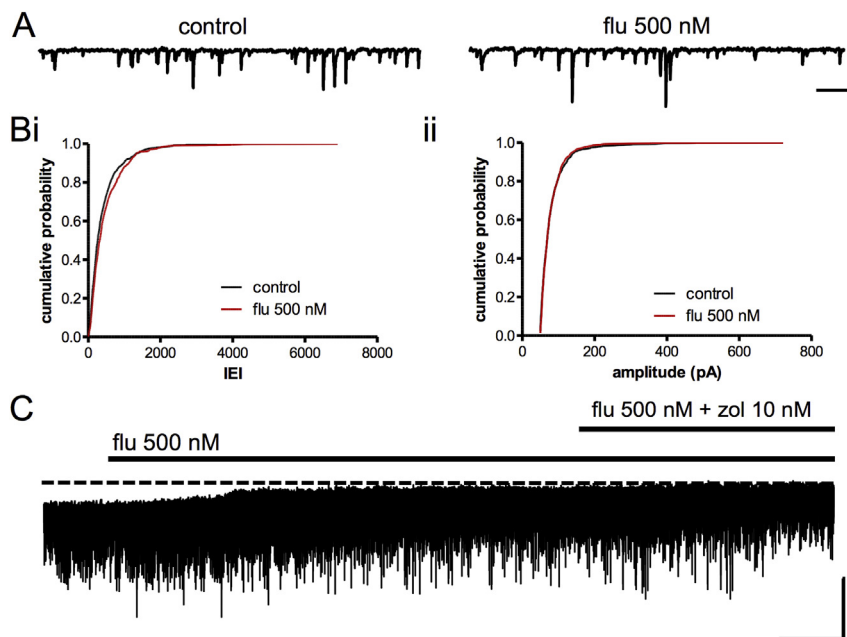 A
control
flu 500 nM
Bi
cumulative probability
1.0
0.8
0.6
0.4
0.2
0.0
control
flu 500 nM
0 2000 4000 6000 8000
IEI
ii
cumulative probability
1.0
0.8
0.6
0.4
0.2
0.0
control
flu 500 nM
0 200 400 600 800
amplitude (pA)
C
flu 500 nM + zol 10 nM
flu 500 nM